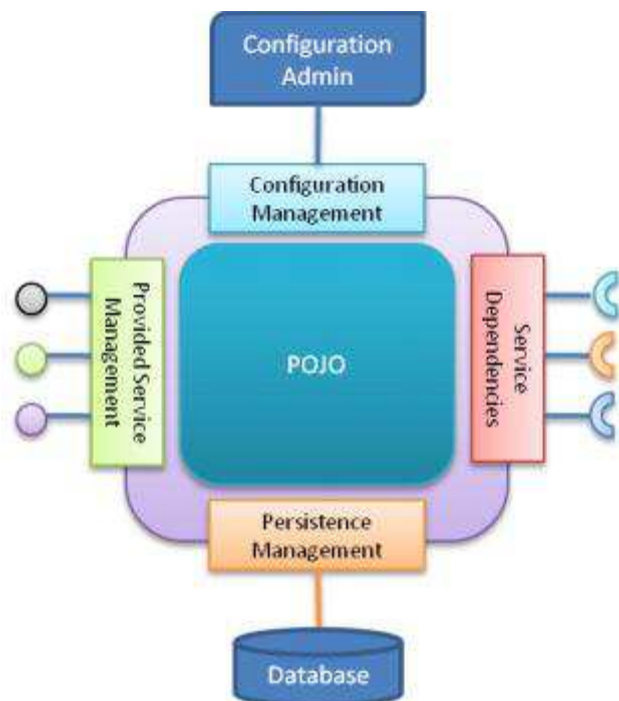 Configuration
Admin
Configuration
Management
Provided Service
Management
POJO
Service
Dependencies
Persistence
Management
Database